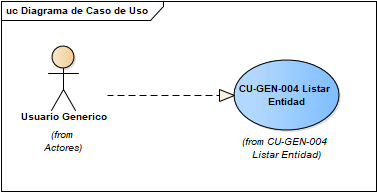 uc Diagrama de Caso de Uso
Usuario Generico
(from
Actores)
CU-GEN-004 Listar
Entidad
(from CU-GEN-004
Listar Entidad)